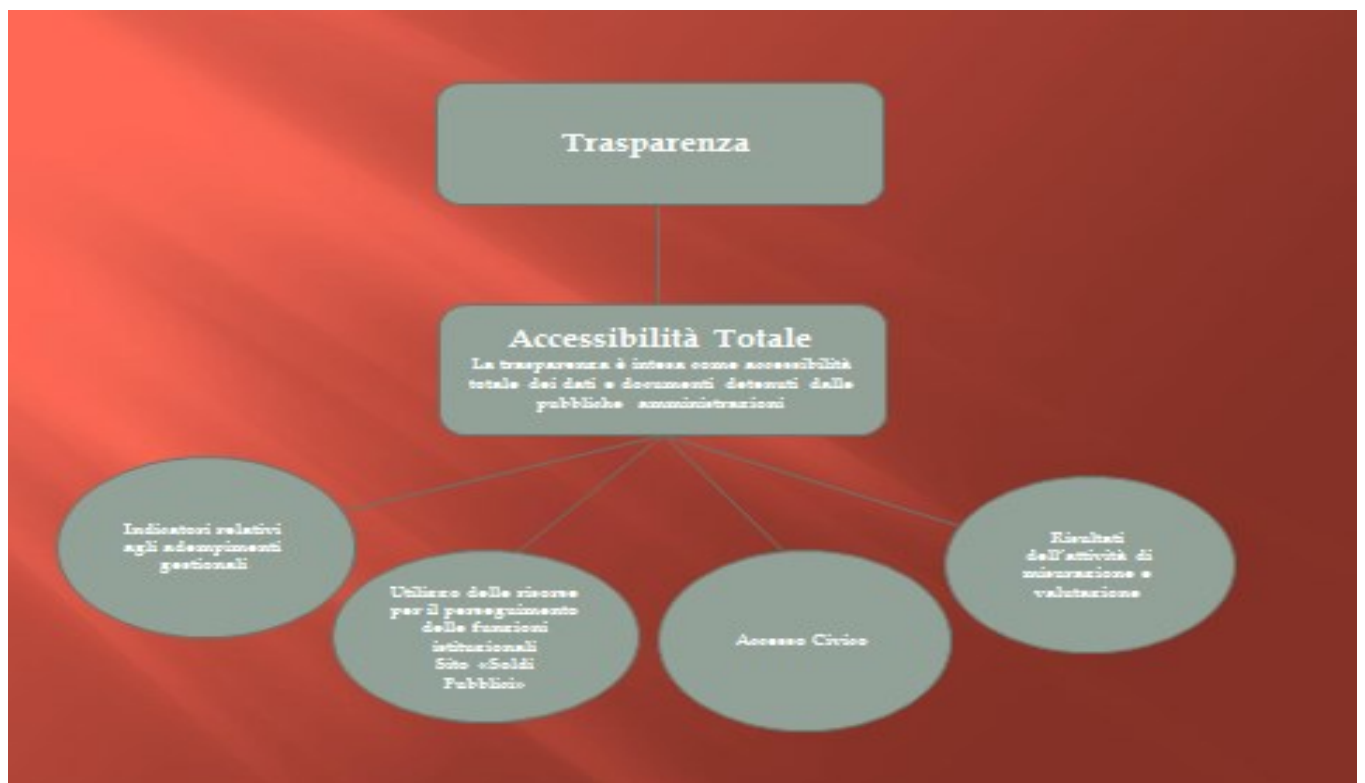 Trasparenza
Accessibilità Totale
La trasparenza è intesa come accessibilità
totale dei dati e documenti detenuti dalle
pubbliche amministrazioni
Indicatori relativi
agli adempimenti
gestionali
Utilizzo delle risorse
per il perseguimento
delle funzioni
istituzionali
Sito «Soldi
Pubblici»
Accesso Civico
Risultati
dell'attività di
misurazione e
valutazione